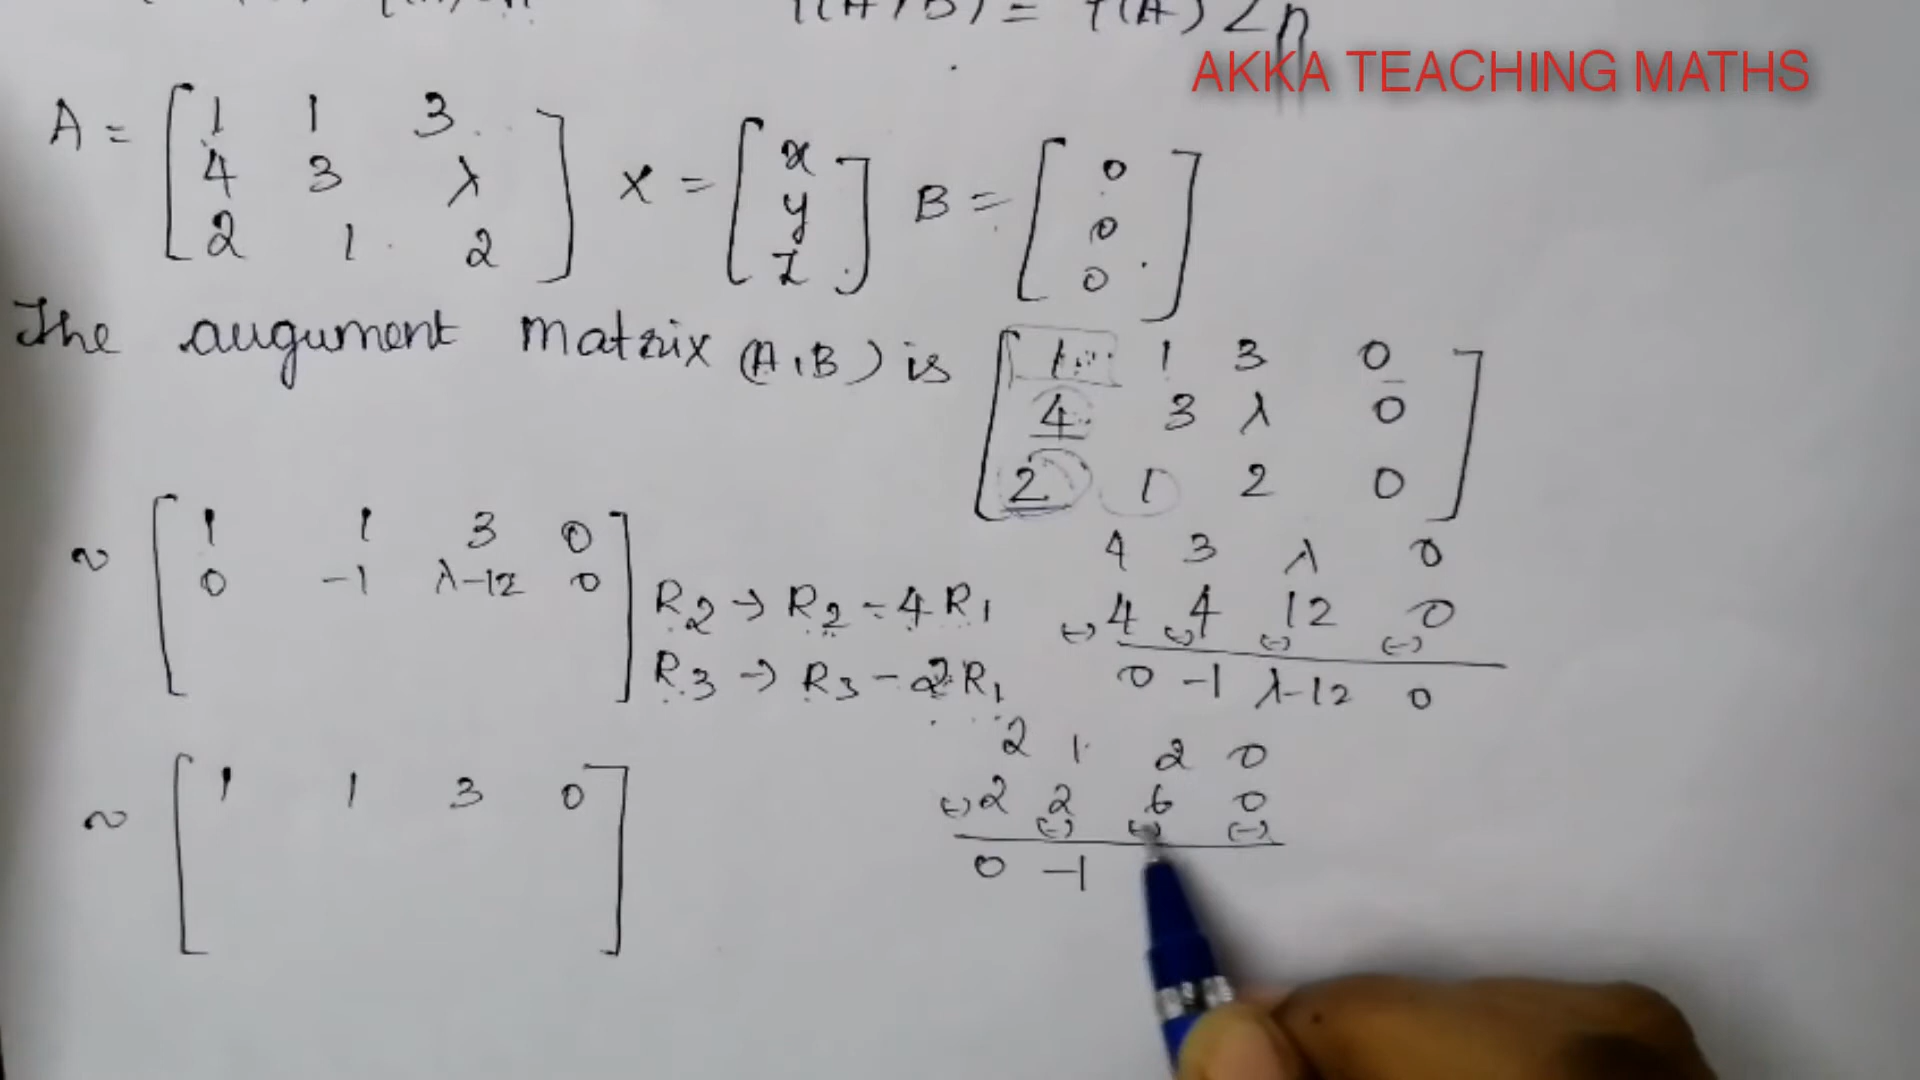 ρ(A,B) = ρ(A) < n
AKKA TEACHING MATHS
A = [ 1 1 3 ] X = [ x ] B = [ 0 ]
4 3 λ y 0
2 1 2 z 0
The augument matrix (A,B) is [ 1 1 3 0 ]
4 3 λ 0
2 1 2 0
~ [ 1 1 3 0 ]
0 -1 λ-12 0
R2 → R2 - 4R1
R3 → R3 - 2R1
4 3 λ 0
(-) 4 (-) 4 (-) 12 (-) 0
0 -1 λ-12 0
2 1 2 0
(-) 2 (-) 2 (-) 6 (-) 0
0 -1
~ [ 1 1 3 0 ]